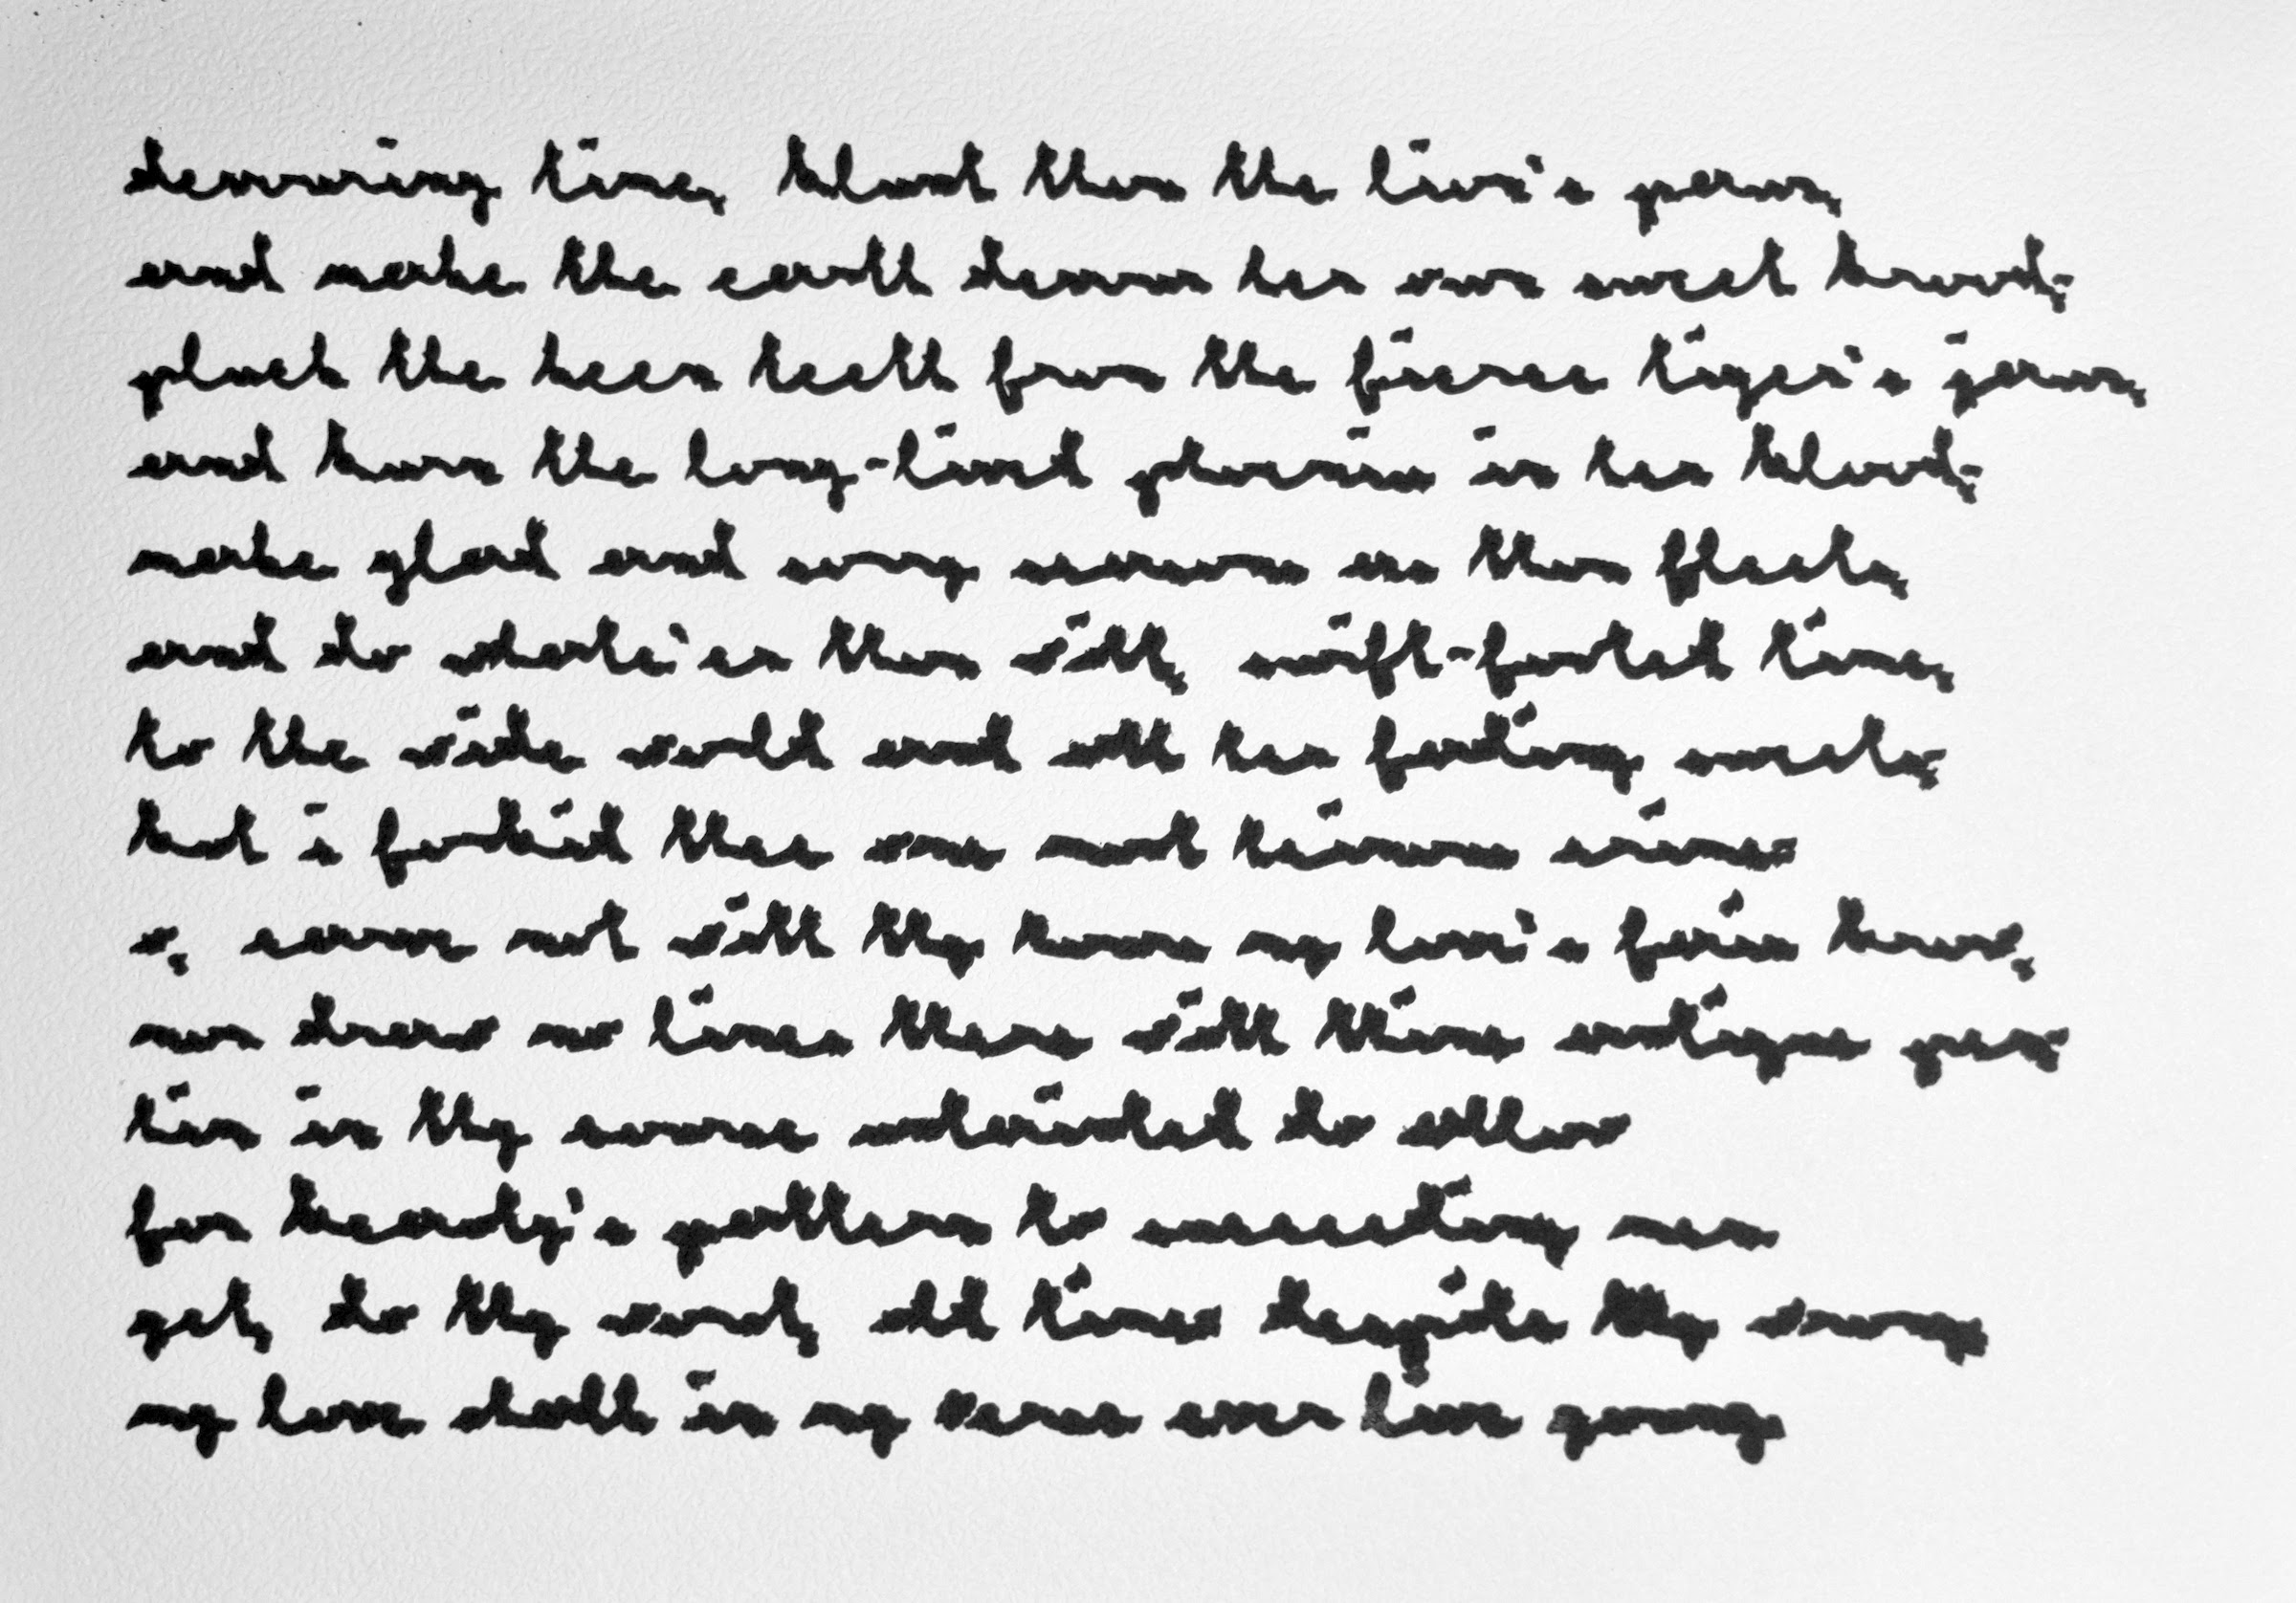 devouring time, blunt thou the lion's paws,
and make the earth devour her own sweet brood;
pluck the keen teeth from the fierce tiger's jaws,
and burn the long-lived phoenix in her blood;
make glad and sorry seasons as thou fleets,
and do whate'er thou wilt, swift-footed time,
to the wide world and all her fading sweets;
but i forbid thee one most heinous crime:
o, carve not with thy hours my love's fair brow,
nor draw no lines there with thine antique pen;
him in thy course untainted do allow
for beauty's pattern to succeeding men
yet, do thy worst, old time: despite thy wrong,
my love shall in my verse ever live young